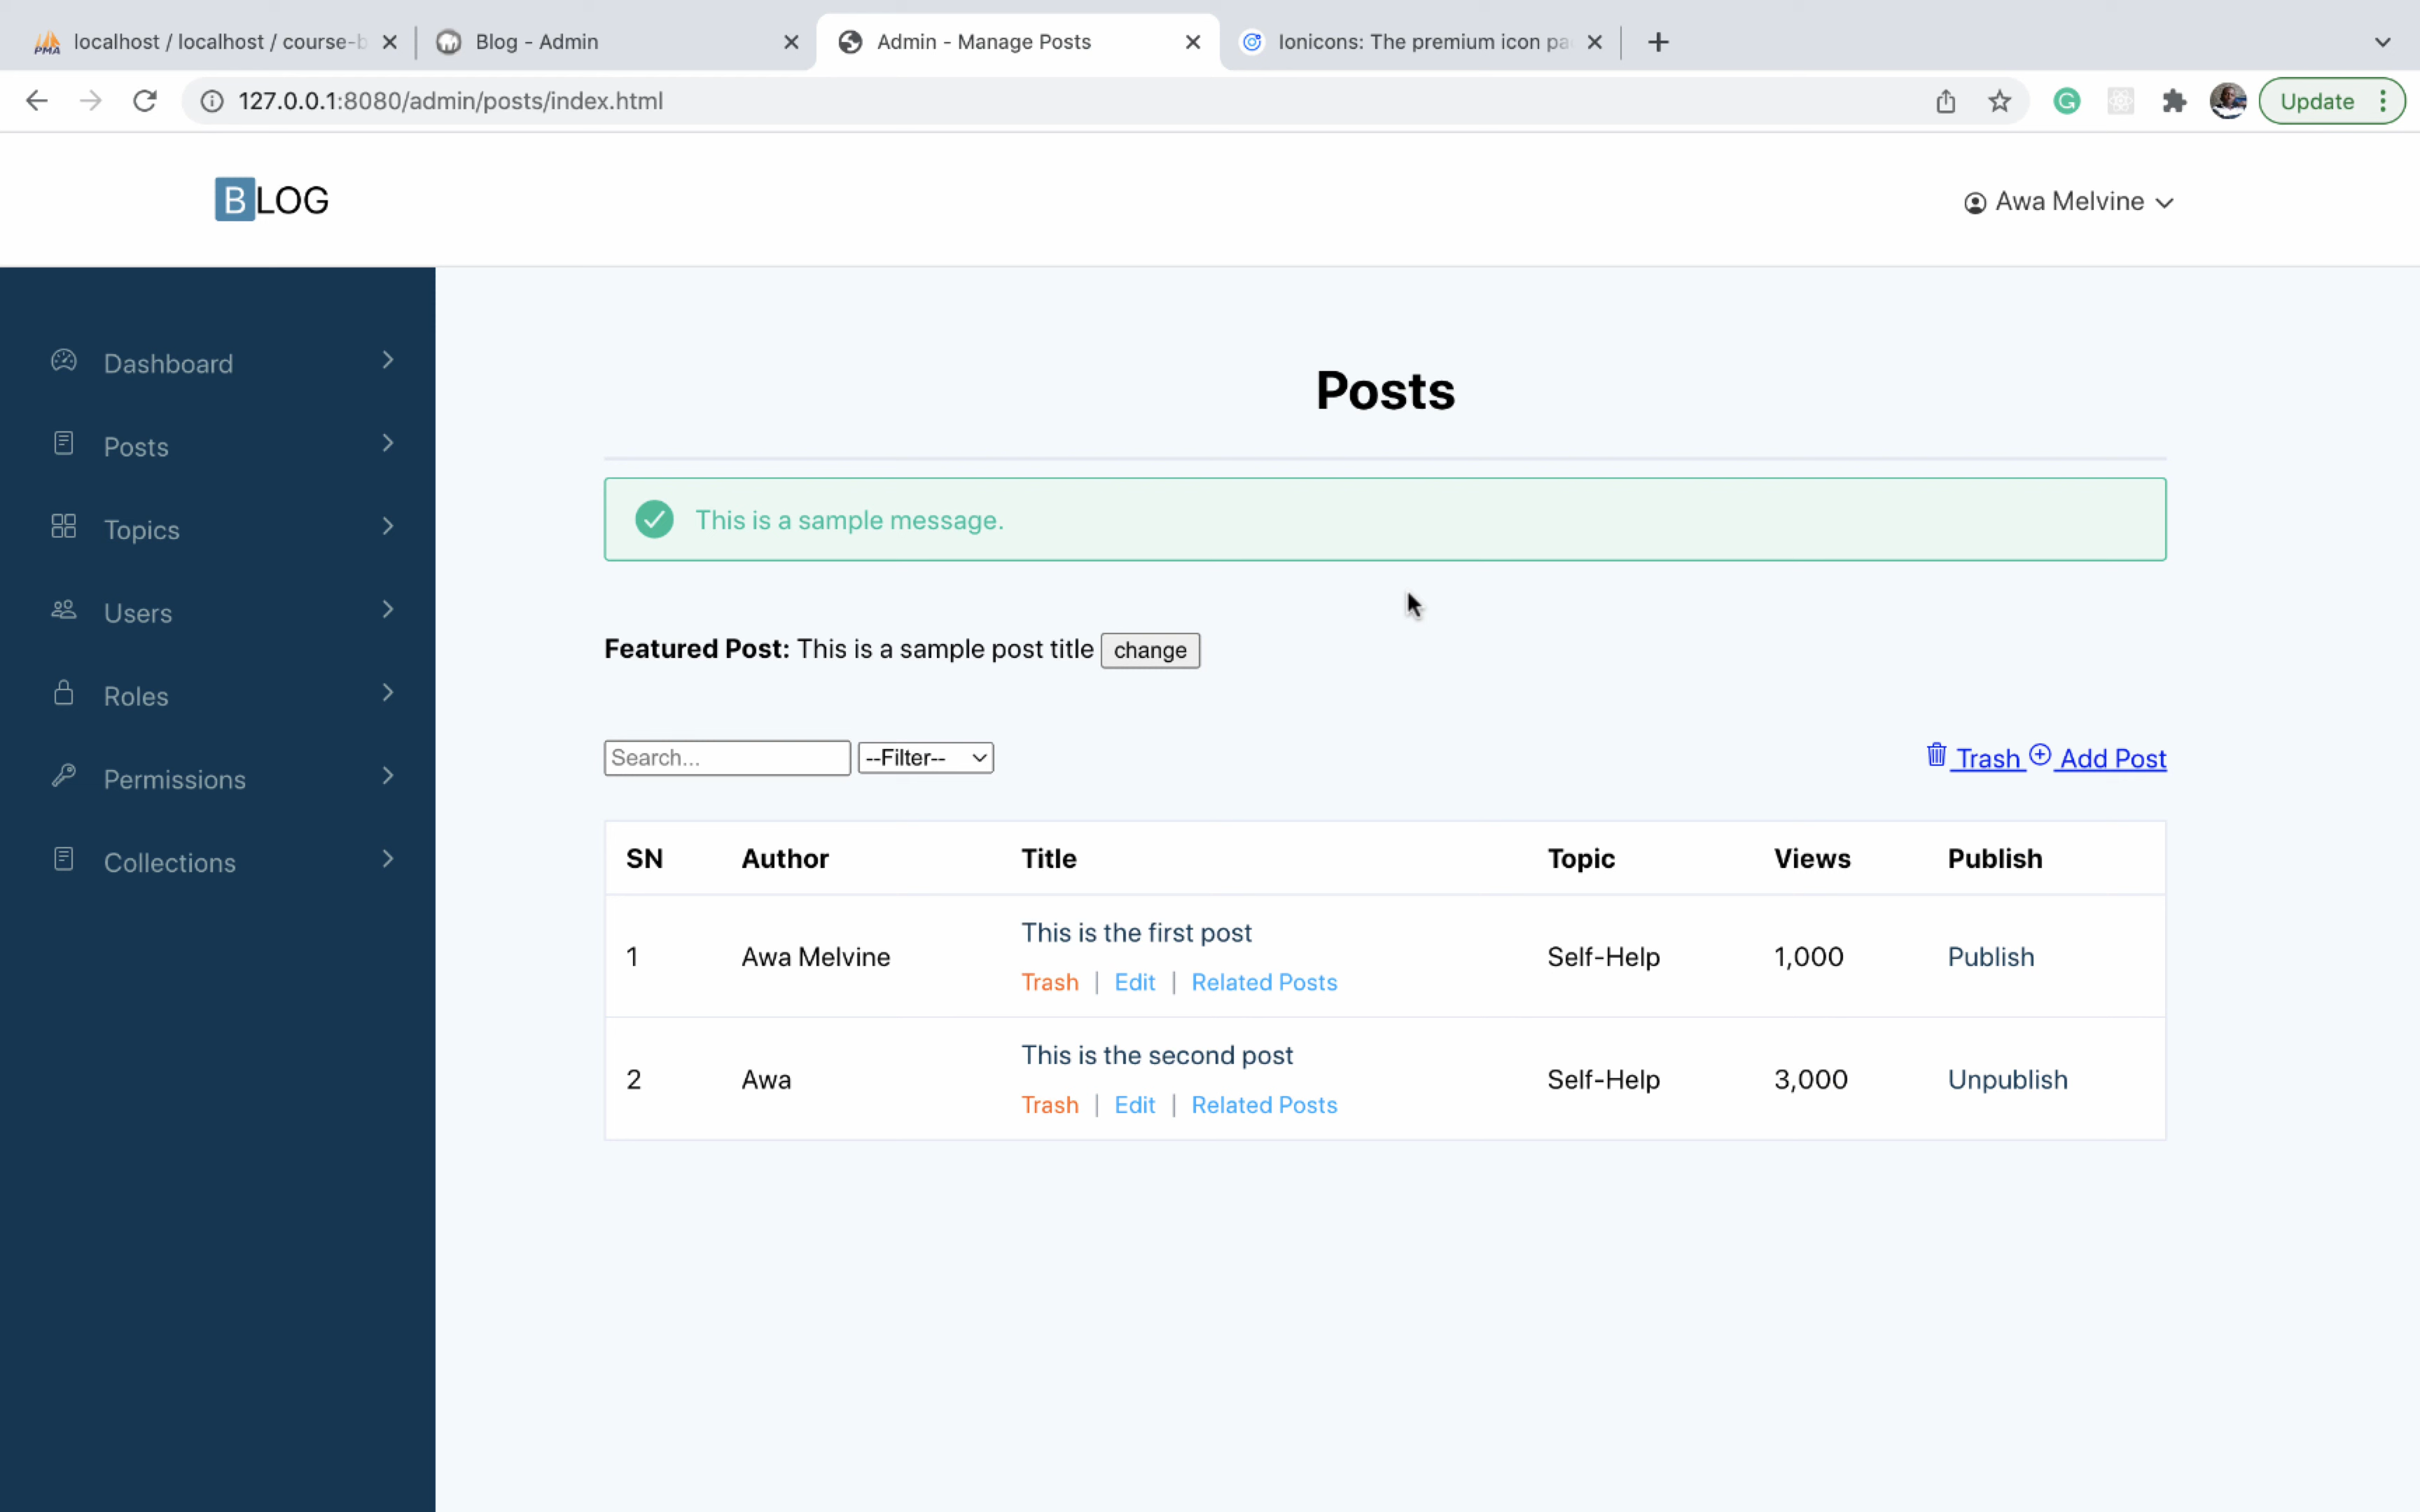 localhost / localhost / course-b
Blog - Admin
Admin - Manage Posts
Ionicons: The premium icon pa
127.0.0.1:8080/admin/posts/index.html
Update
BLOG
Awa Melvine
Dashboard
Posts
Topics
Users
Roles
Permissions
Collections
Posts
This is a sample message.
Featured Post: This is a sample post title change
Search... --Filter-- Trash Add Post
SN Author Title Topic Views Publish
This is the first post
1 Awa Melvine Self-Help 1,000 Publish
Trash | Edit | Related Posts
This is the second post
2 Awa Self-Help 3,000 Unpublish
Trash | Edit | Related Posts